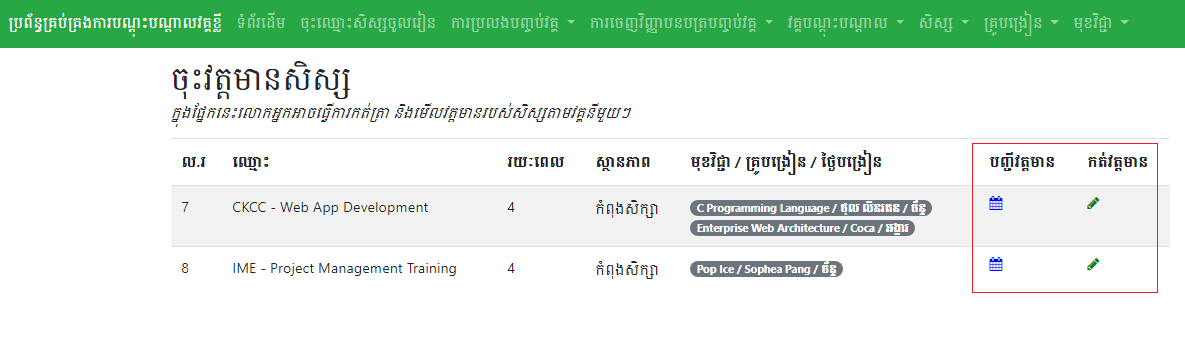 ប្រព័ន្ធគ្រប់គ្រងការបណ្តុះបណ្តាលវគ្គខ្លី ទំព័រដើម ចុះឈ្មោះសិស្សចូលរៀន ការប្រលងបញ្ចប់វគ្គ ការចេញវិញ្ញាបនបត្របញ្ចប់វគ្គ វគ្គបណ្តុះបណ្តាល សិស្ស គ្រូបង្រៀន មុខវិជ្ជា
ចុះវត្តមានសិស្ស
ក្នុងផ្នែកនេះលោកអ្នកអាចធ្វើការកត់ត្រា និងមើលវត្តមានរបស់សិស្សតាមវគ្គនីមួយៗ
ល.រ ឈ្មោះ រយៈពេល ស្ថានភាព មុខវិជ្ជា / គ្រូបង្រៀន / ថ្ងៃបង្រៀន បញ្ជីវត្តមាន កត់វត្តមាន
7 CKCC - Web App Development 4 កំពុងសិក្សា C Programming Language / ថុល លីនរតន / ច័ន្ទ
Enterprise Web Architecture / Coca / អង្គារ
8 IME - Project Management Training 4 កំពុងសិក្សា Pop Ice / Sophea Pang / ច័ន្ទ